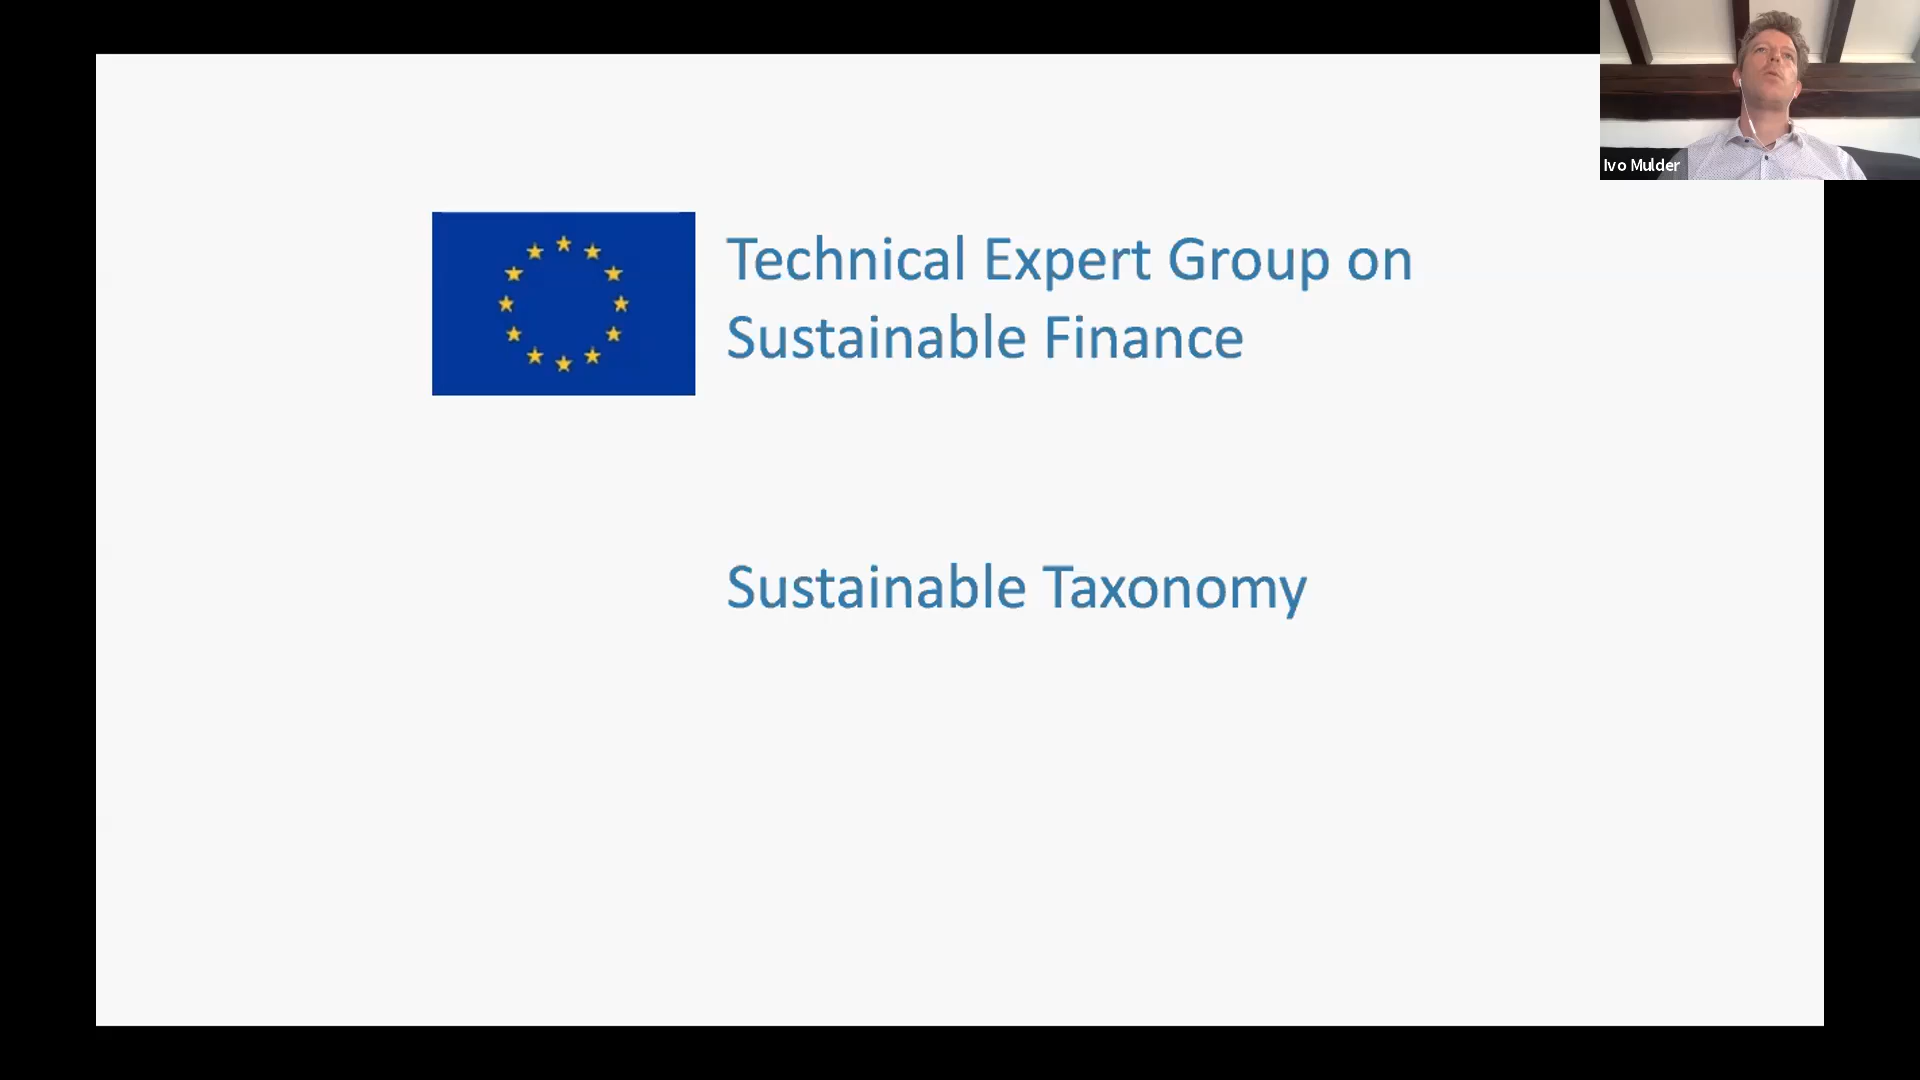 Technical Expert Group on
Sustainable Finance
Sustainable Taxonomy
Ivo Mulder